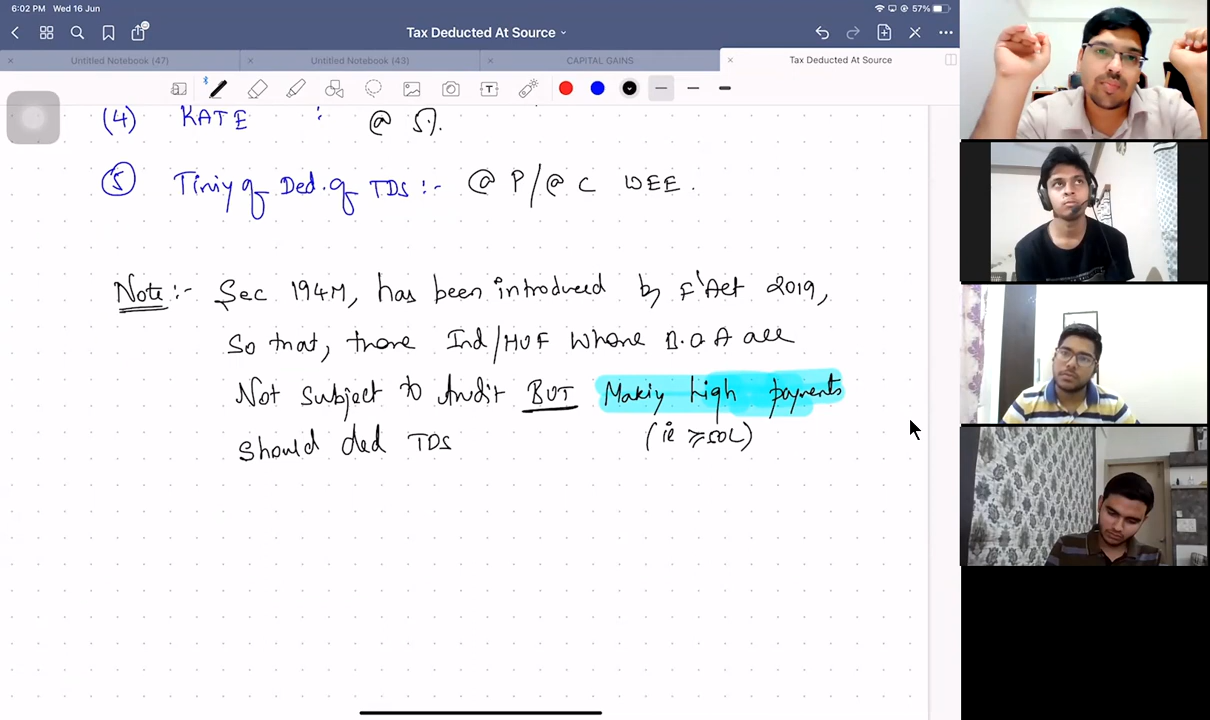 6:02 PM Wed 16 Jun
57%
Tax Deducted At Source
Untitled Notebook (47)
Untitled Notebook (43)
CAPITAL GAINS
Tax Deducted At Source
(4) RATE : @ 5%.
(5) Timiy of Ded. of TDS :- @ P/@ C WEE.
Note :- Sec 194M, has been introduced by F'Act 2019,
So that, those Ind/HUF whose B.O.A are
Not subject to Audit BUT Makiy high payments
should ded TDS (ie ≥50L)